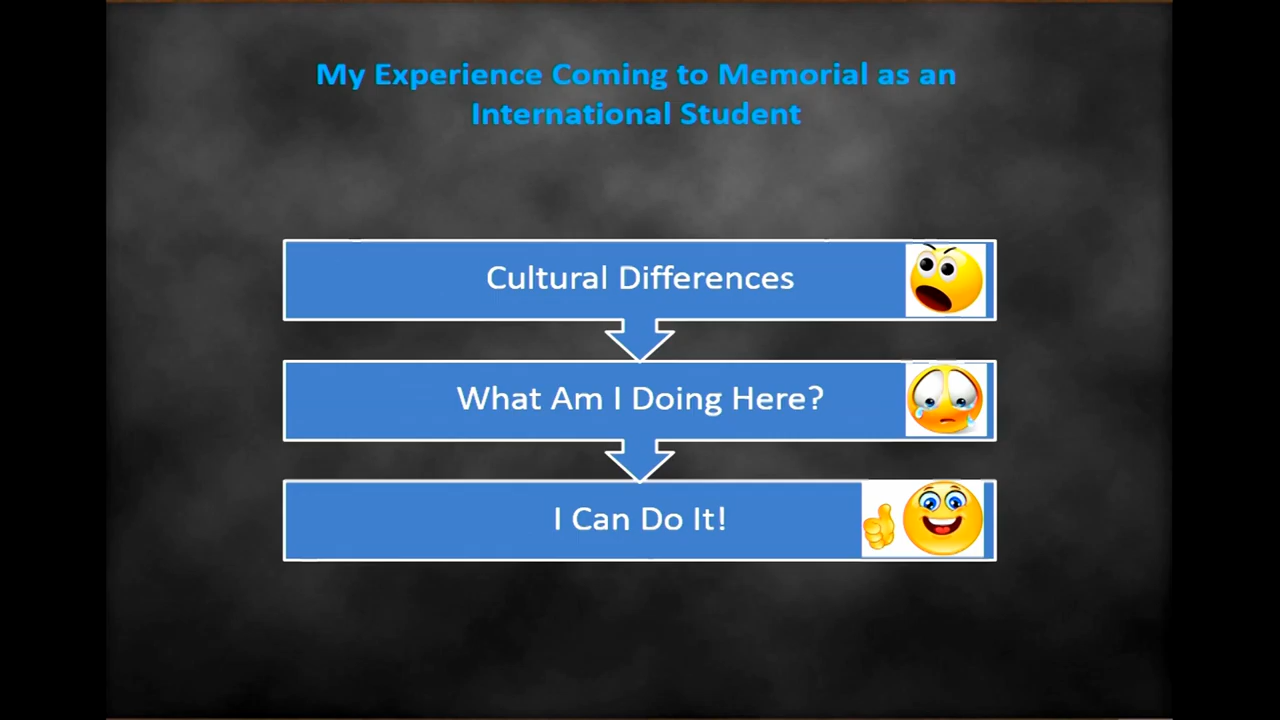 My Experience Coming to Memorial as an
International Student
Cultural Differences
What Am I Doing Here?
I Can Do It!